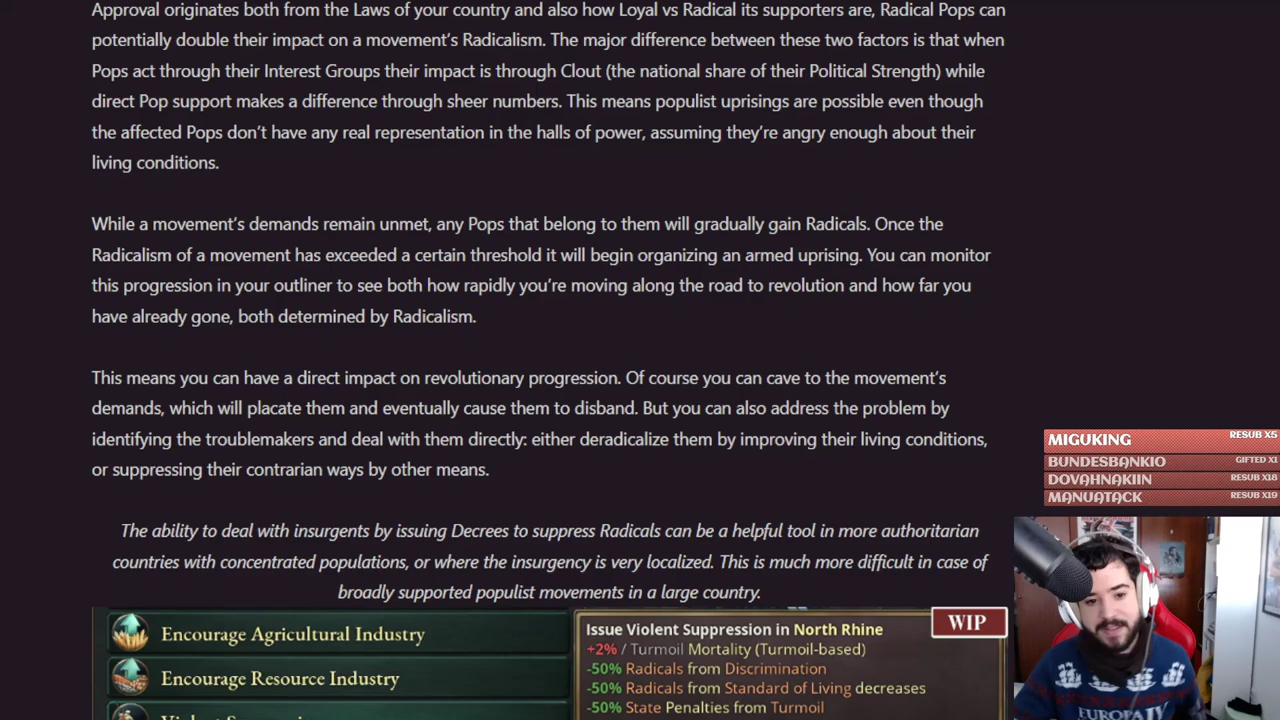 Approval originates both from the Laws of your country and also how Loyal vs Radical its supporters are, Radical Pops can
potentially double their impact on a movement's Radicalism. The major difference between these two factors is that when
Pops act through their Interest Groups their impact is through Clout (the national share of their Political Strength) while
direct Pop support makes a difference through sheer numbers. This means populist uprisings are possible even though
the affected Pops don't have any real representation in the halls of power, assuming they're angry enough about their
living conditions.
While a movement's demands remain unmet, any Pops that belong to them will gradually gain Radicals. Once the
Radicalism of a movement has exceeded a certain threshold it will begin organizing an armed uprising. You can monitor
this progression in your outliner to see both how rapidly you're moving along the road to revolution and how far you
have already gone, both determined by Radicalism.
This means you can have a direct impact on revolutionary progression. Of course you can cave to the movement's
demands, which will placate them and eventually cause them to disband. But you can also address the problem by
identifying the troublemakers and deal with them directly: either deradicalize them by improving their living conditions,
or suppressing their contrarian ways by other means.
MIGUKING RESUB X5
BUNDESBANKIO GIFTED X1
DOVAHNAKIIN RESUB X18
MANUATACK RESUB X19
The ability to deal with insurgents by issuing Decrees to suppress Radicals can be a helpful tool in more authoritarian
countries with concentrated populations, or where the insurgency is very localized. This is much more difficult in case of
broadly supported populist movements in a large country.
Encourage Agricultural Industry
Encourage Resource Industry
Issue Violent Suppression in North Rhine
WIP
+2% / Turmoil Mortality (Turmoil-based)
-50% Radicals from Discrimination
-50% Radicals from Standard of Living decreases
-50% State Penalties from Turmoil
EUROPA IV